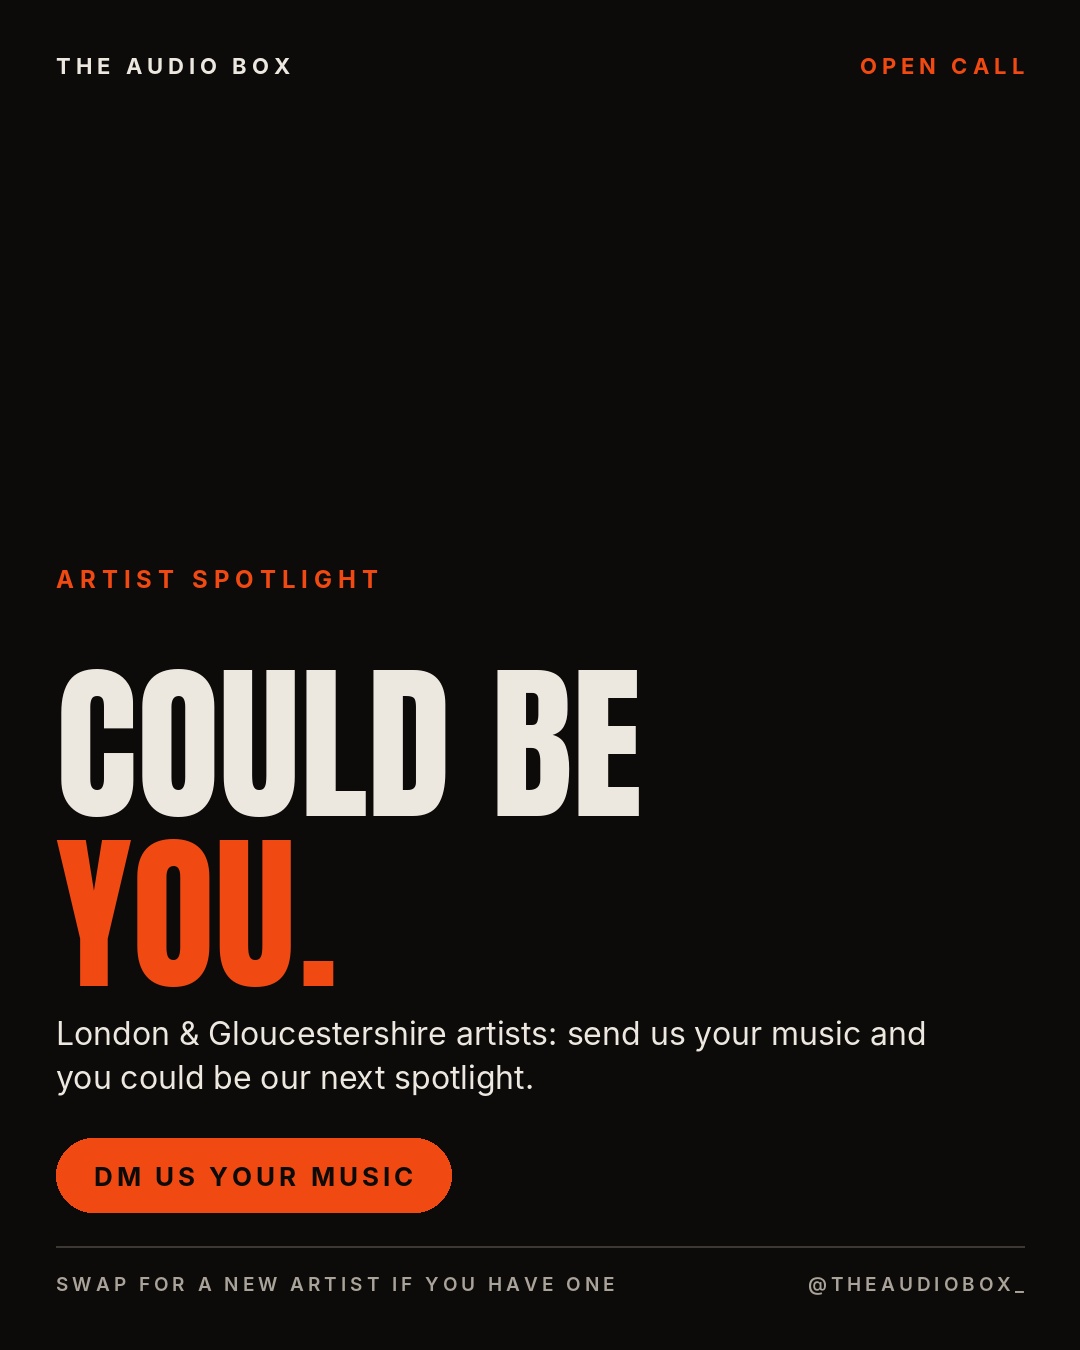 THE AUDIO BOX
OPEN CALL
ARTIST SPOTLIGHT
COULD BE
YOU.
London & Gloucestershire artists: send us your music and
you could be our next spotlight.
DM US YOUR MUSIC
SWAP FOR A NEW ARTIST IF YOU HAVE ONE
@THEAUDIOBOX_